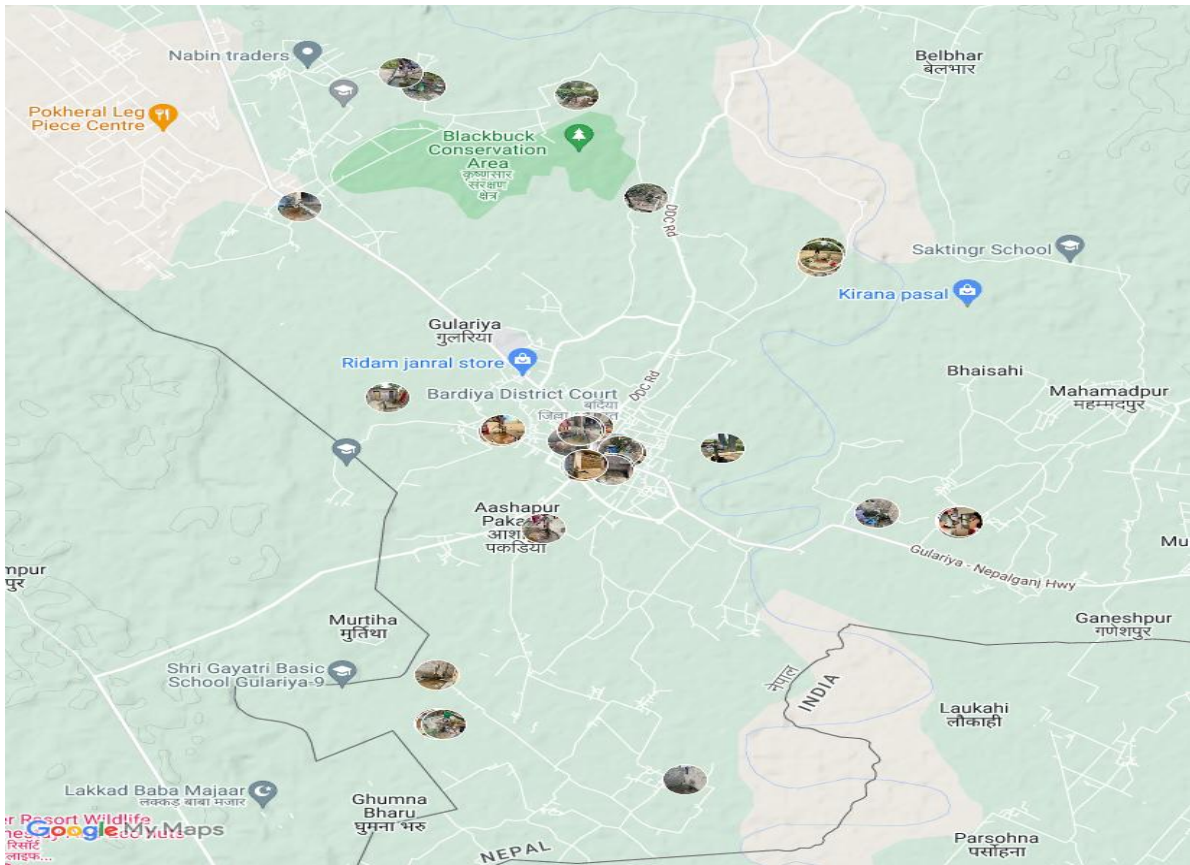 Nabin traders
Belbhar
बेलभार
Pokheral Leg
Piece Centre
Blackbuck
Conservation
Area
कृष्णसार
संरक्षण
क्षेत्र
DDC Rd
Saktingr School
Kirana pasal
Gulariya
गुलरिया
Ridam janral store
Bhaisahi
DDC Rd
Mahamadpur
महम्मदपुर
Bardiya District Court
बर्दिया
जिल्ला
Aashapur
पकडिया
Gulariya - Nepalganj Hwy
Murtiha
मुर्तिथा
Ganeshpur
गणेशपुर
Shri Gayatri Basic
School Gulariya-9
नेपाल
INDIA
Laukahi
लौकाही
Lakkad Baba Majaar
लक्कड़ बाबा मजार
Ghumna
Bharu
घुमना भरु
Resort Wildlife
Google My Maps
रिसॉर्ट
NEPAL
Parsohna
पर्सोहना